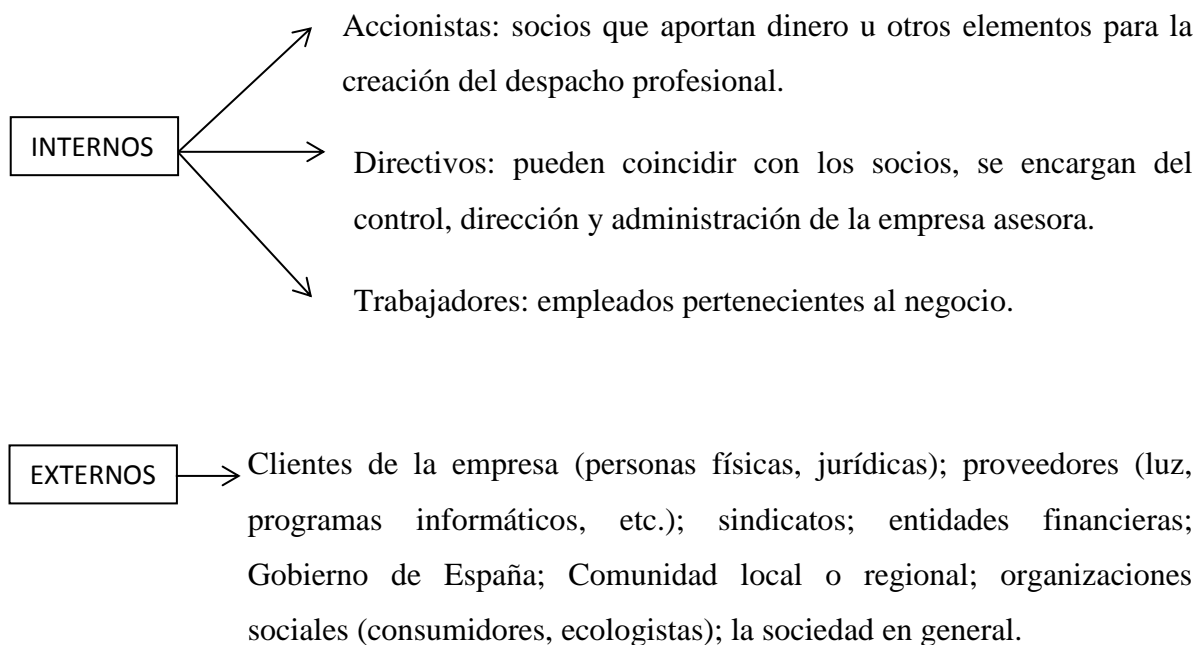 Accionistas: socios que aportan dinero u otros elementos para la
creación del despacho profesional.
INTERNOS
Directivos: pueden coincidir con los socios, se encargan del
control, dirección y administración de la empresa asesora.
Trabajadores: empleados pertenecientes al negocio.
EXTERNOS
Clientes de la empresa (personas físicas, jurídicas); proveedores (luz,
programas informáticos, etc.); sindicatos; entidades financieras;
Gobierno de España; Comunidad local o regional; organizaciones
sociales (consumidores, ecologistas); la sociedad en general.